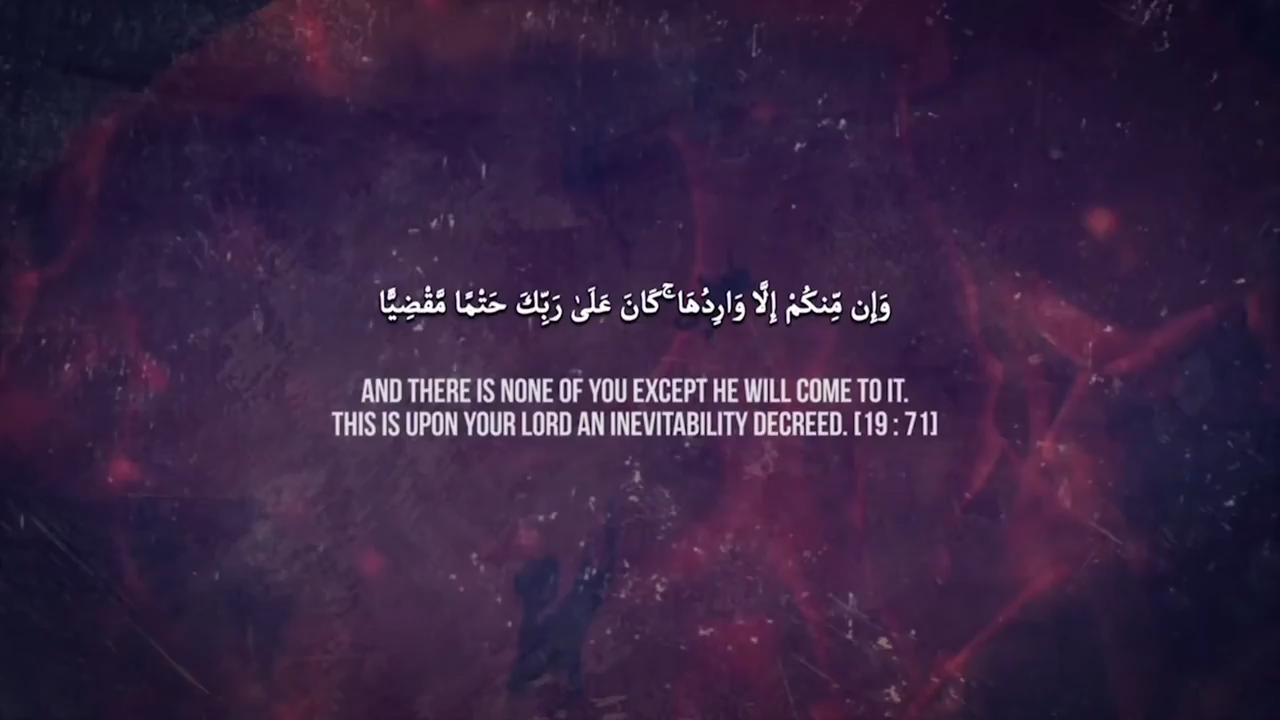 وَإِن مِّنكُمْ إِلَّا وَارِدُهَا ۚ كَانَ عَلَىٰ رَبِّكَ حَتْمًا مَّقْضِيًّا
AND THERE IS NONE OF YOU EXCEPT HE WILL COME TO IT.
THIS IS UPON YOUR LORD AN INEVITABILITY DECREED. [19 : 71]